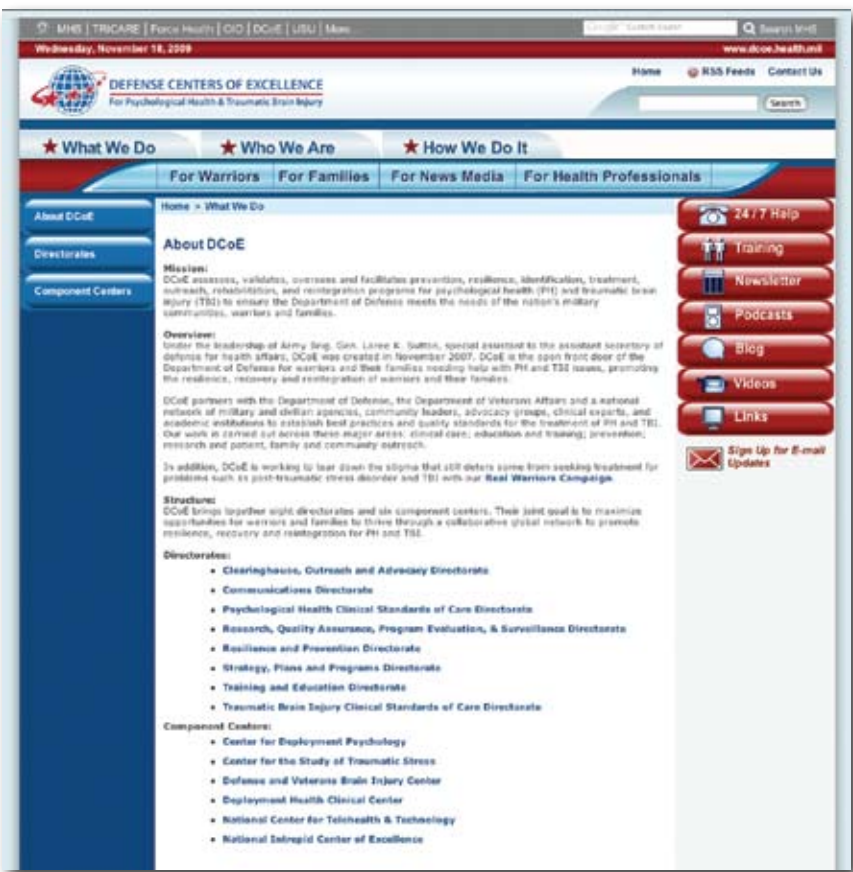 MHS | TRICARE | Force Health | CIO | DCoE | USU | More...
Search MHS
Wednesday, November 18, 2009
www.dcoe.health.mil
DEFENSE CENTERS OF EXCELLENCE
For Psychological Health & Traumatic Brain Injury
Home
RSS Feeds
Contact Us
Search
What We Do
Who We Are
How We Do It
For Warriors
For Families
For News Media
For Health Professionals
About DCoE
Directorates
Component Centers
Home > What We Do
About DCoE
Mission:
DCoE assesses, validates, oversees and facilitates prevention, resilience, identification, treatment,
outreach, rehabilitation, and reintegration programs for psychological health (PH) and traumatic brain
injury (TBI) to ensure the Department of Defense meets the needs of the nation's military
communities, warriors and families.
Overview:
Under the leadership of Army Brig. Gen. Loree K. Sutton, special assistant to the assistant secretary of
defense for health affairs, DCoE was created in November 2007. DCoE is the open front door of the
Department of Defense for warriors and their families needing help with PH and TBI issues, promoting
the resilience, recovery and reintegration of warriors and their families.
DCoE partners with the Department of Defense, the Department of Veterans Affairs and a national
network of military and civilian agencies, community leaders, advocacy groups, clinical experts, and
academic institutions to establish best practices and quality standards for the treatment of PH and TBI.
Our work is carried out across these major areas: clinical care; education and training; prevention;
research and patient, family and community outreach.
In addition, DCoE is working to tear down the stigma that still deters some from seeking treatment for
problems such as post-traumatic stress disorder and TBI with our Real Warriors Campaign.
Structure:
DCoE brings together eight directorates and six component centers. Their joint goal is to maximize
opportunities for warriors and families to thrive through a collaborative global network to promote
resilience, recovery and reintegration for PH and TBI.
Directorates:
• Clearinghouse, Outreach and Advocacy Directorate
• Communications Directorate
• Psychological Health Clinical Standards of Care Directorate
• Research, Quality Assurance, Program Evaluation, & Surveillance Directorate
• Resilience and Prevention Directorate
• Strategy, Plans and Programs Directorate
• Training and Education Directorate
• Traumatic Brain Injury Clinical Standards of Care Directorate
Component Centers:
• Center for Deployment Psychology
• Center for the Study of Traumatic Stress
• Defense and Veterans Brain Injury Center
• Deployment Health Clinical Center
• National Center for Telehealth & Technology
• National Intrepid Center of Excellence
24 / 7 Help
Training
Newsletter
Podcasts
Blog
Videos
Links
Sign Up for E-mail
Updates